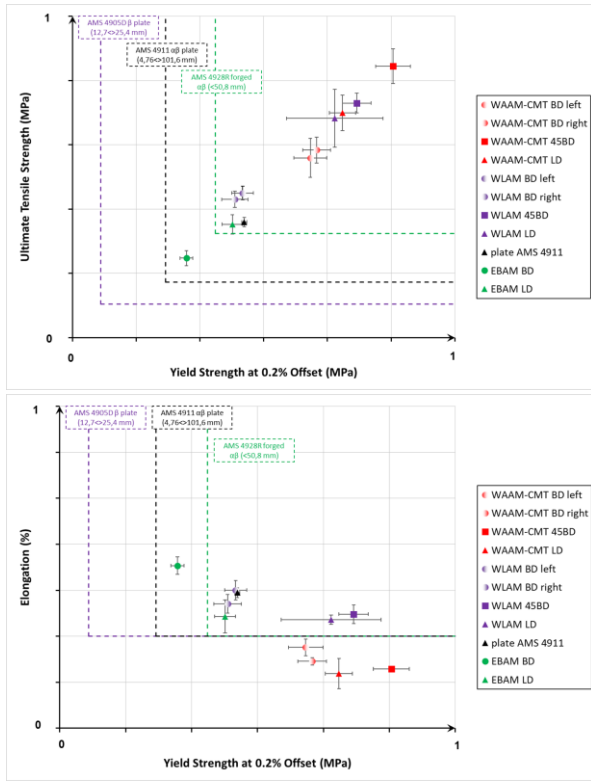 1
AMS 4905D β plate
(12,7<>25,4 mm)
AMS 4911 αβ plate
(4,76<>101,6 mm)
AMS 4928R forged
αβ (<50,8 mm)
Ultimate Tensile Strength (MPa)
0
0
1
Yield Strength at 0.2% Offset (MPa)
WAAM-CMT BD left
WAAM-CMT BD right
WAAM-CMT 45BD
WAAM-CMT LD
WLAM BD left
WLAM BD right
WLAM 45BD
WLAM LD
plate AMS 4911
EBAM BD
EBAM LD
1
AMS 4905D β plate
(12,7<>25,4 mm)
AMS 4911 αβ plate
(4,76<>101,6 mm)
AMS 4928R forged
αβ (<50,8 mm)
Elongation (%)
0
0
1
Yield Strength at 0.2% Offset (MPa)
WAAM-CMT BD left
WAAM-CMT BD right
WAAM-CMT 45BD
WAAM-CMT LD
WLAM BD left
WLAM BD right
WLAM 45BD
WLAM LD
plate AMS 4911
EBAM BD
EBAM LD